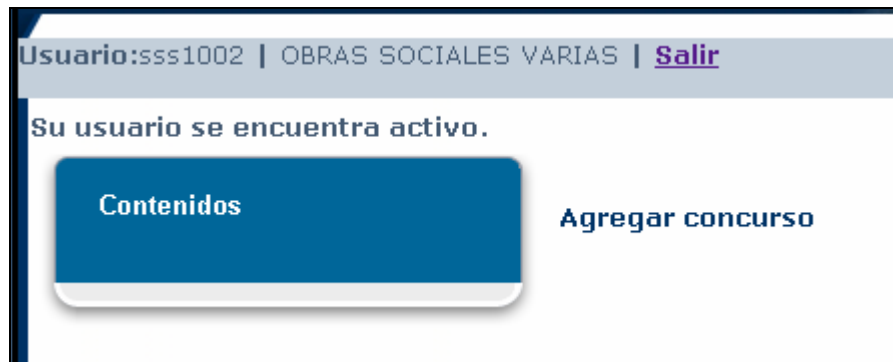 Usuario:sss1002 | OBRAS SOCIALES VARIAS | Salir
Su usuario se encuentra activo.
Contenidos
Agregar concurso